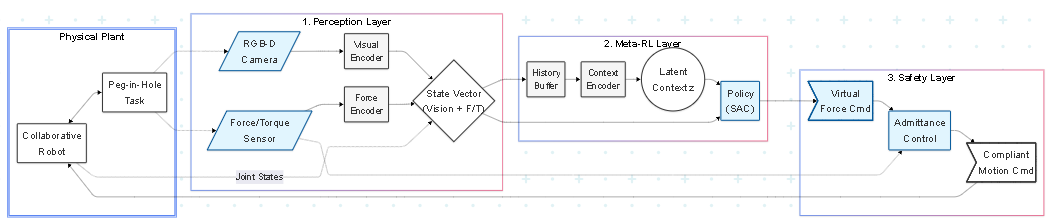 Physical Plant
Peg-in-Hole
Task
Collaborative
Robot
1. Perception Layer
RGB-D
Camera
Visual
Encoder
Force
Encoder
Force/Torque
Sensor
State Vector
(Vision + F/T)
Joint States
2. Meta-RL Layer
History
Buffer
Context
Encoder
Latent
Contextz
Policy
(SAC)
3. Safety Layer
Virtual
Force Cmd
Admittance
Control
Compliant
Motion Cmd